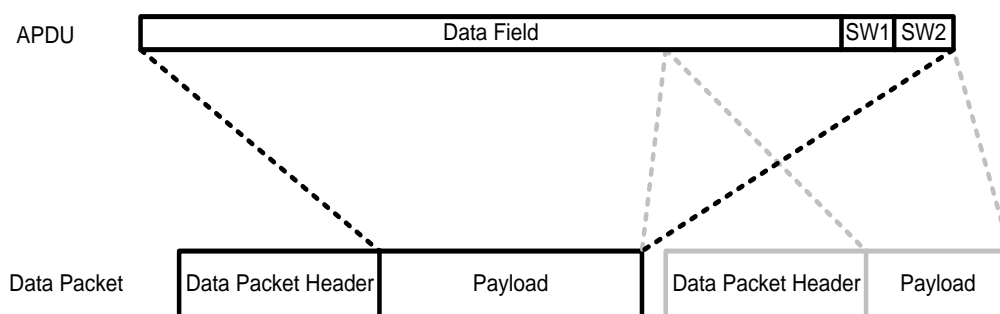 APDU Data Field SW1 SW2
Data Packet Data Packet Header Payload Data Packet Header Payload